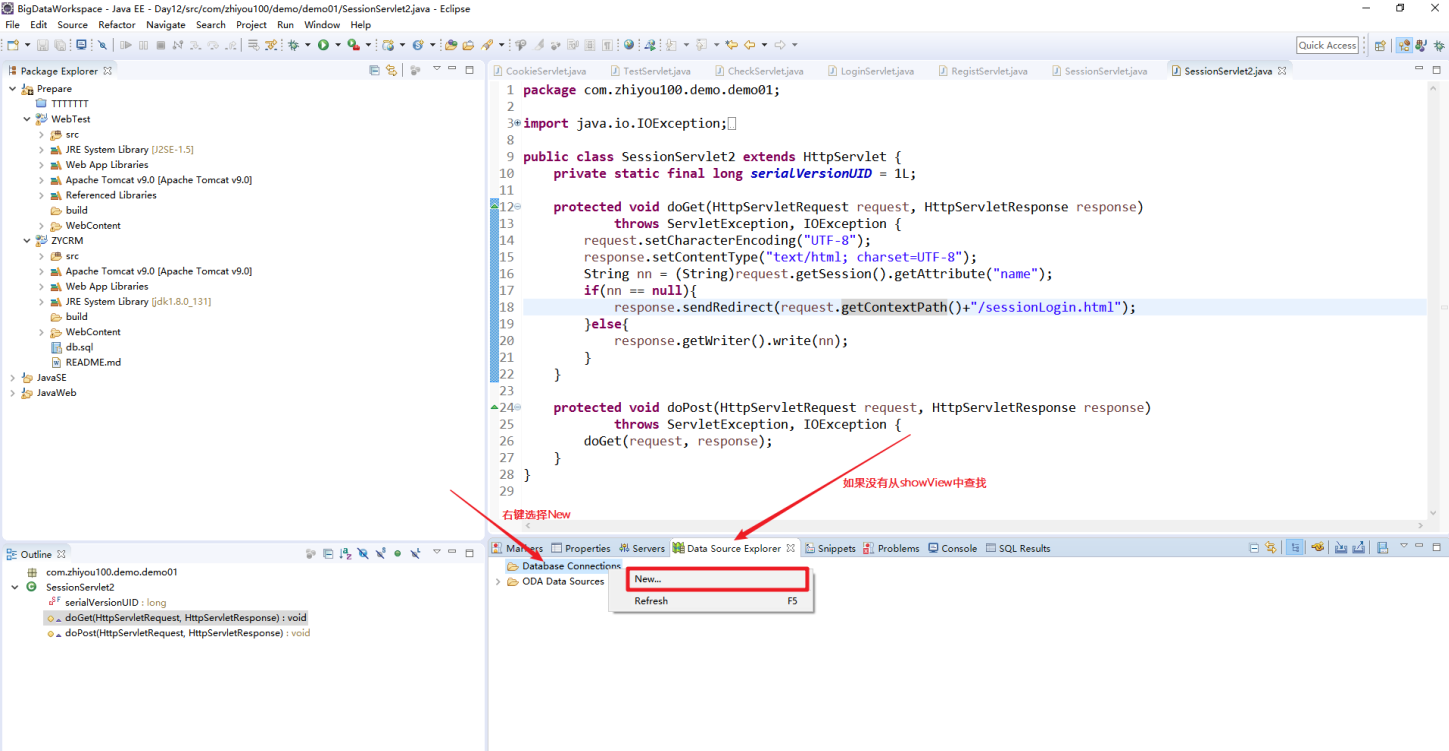 BigDataWorkspace - Java EE - Day12/src/com/zhiyou100/demo/demo01/SessionServlet2.java - Eclipse
File Edit Source Refactor Navigate Search Project Run Window Help
Quick Access
Package Explorer
Prepare
TTTTTTT
WebTest
src
JRE System Library [J2SE-1.5]
Web App Libraries
Apache Tomcat v9.0 [Apache Tomcat v9.0]
Referenced Libraries
build
WebContent
ZYCRM
src
Apache Tomcat v9.0 [Apache Tomcat v9.0]
Web App Libraries
JRE System Library [jdk1.8.0_131]
build
WebContent
db.sql
README.md
JavaSE
JavaWeb
CookieServlet.java TestServlet.java CheckServlet.java LoginServlet.java RegistServlet.java SessionServlet.java SessionServlet2.java
1 package com.zhiyou100.demo.demo01;
2
3 import java.io.IOException;
8
9 public class SessionServlet2 extends HttpServlet {
10 private static final long serialVersionUID = 1L;
11
12 protected void doGet(HttpServletRequest request, HttpServletResponse response)
13 throws ServletException, IOException {
14 request.setCharacterEncoding("UTF-8");
15 response.setContentType("text/html; charset=UTF-8");
16 String nn = (String)request.getSession().getAttribute("name");
17 if(nn == null){
18 response.sendRedirect(request.getContextPath()+"/sessionLogin.html");
19 }else{
20 response.getWriter().write(nn);
21 }
22 }
23
24 protected void doPost(HttpServletRequest request, HttpServletResponse response)
25 throws ServletException, IOException {
26 doGet(request, response);
27 }
28 }
29
如果没有从showView中查找
右键选择New
Outline
com.zhiyou100.demo.demo01
SessionServlet2
serialVersionUID : long
doGet(HttpServletRequest, HttpServletResponse) : void
doPost(HttpServletRequest, HttpServletResponse) : void
Markers Properties Servers Data Source Explorer Snippets Problems Console SQL Results
Database Connections
ODA Data Sources
New...
Refresh F5